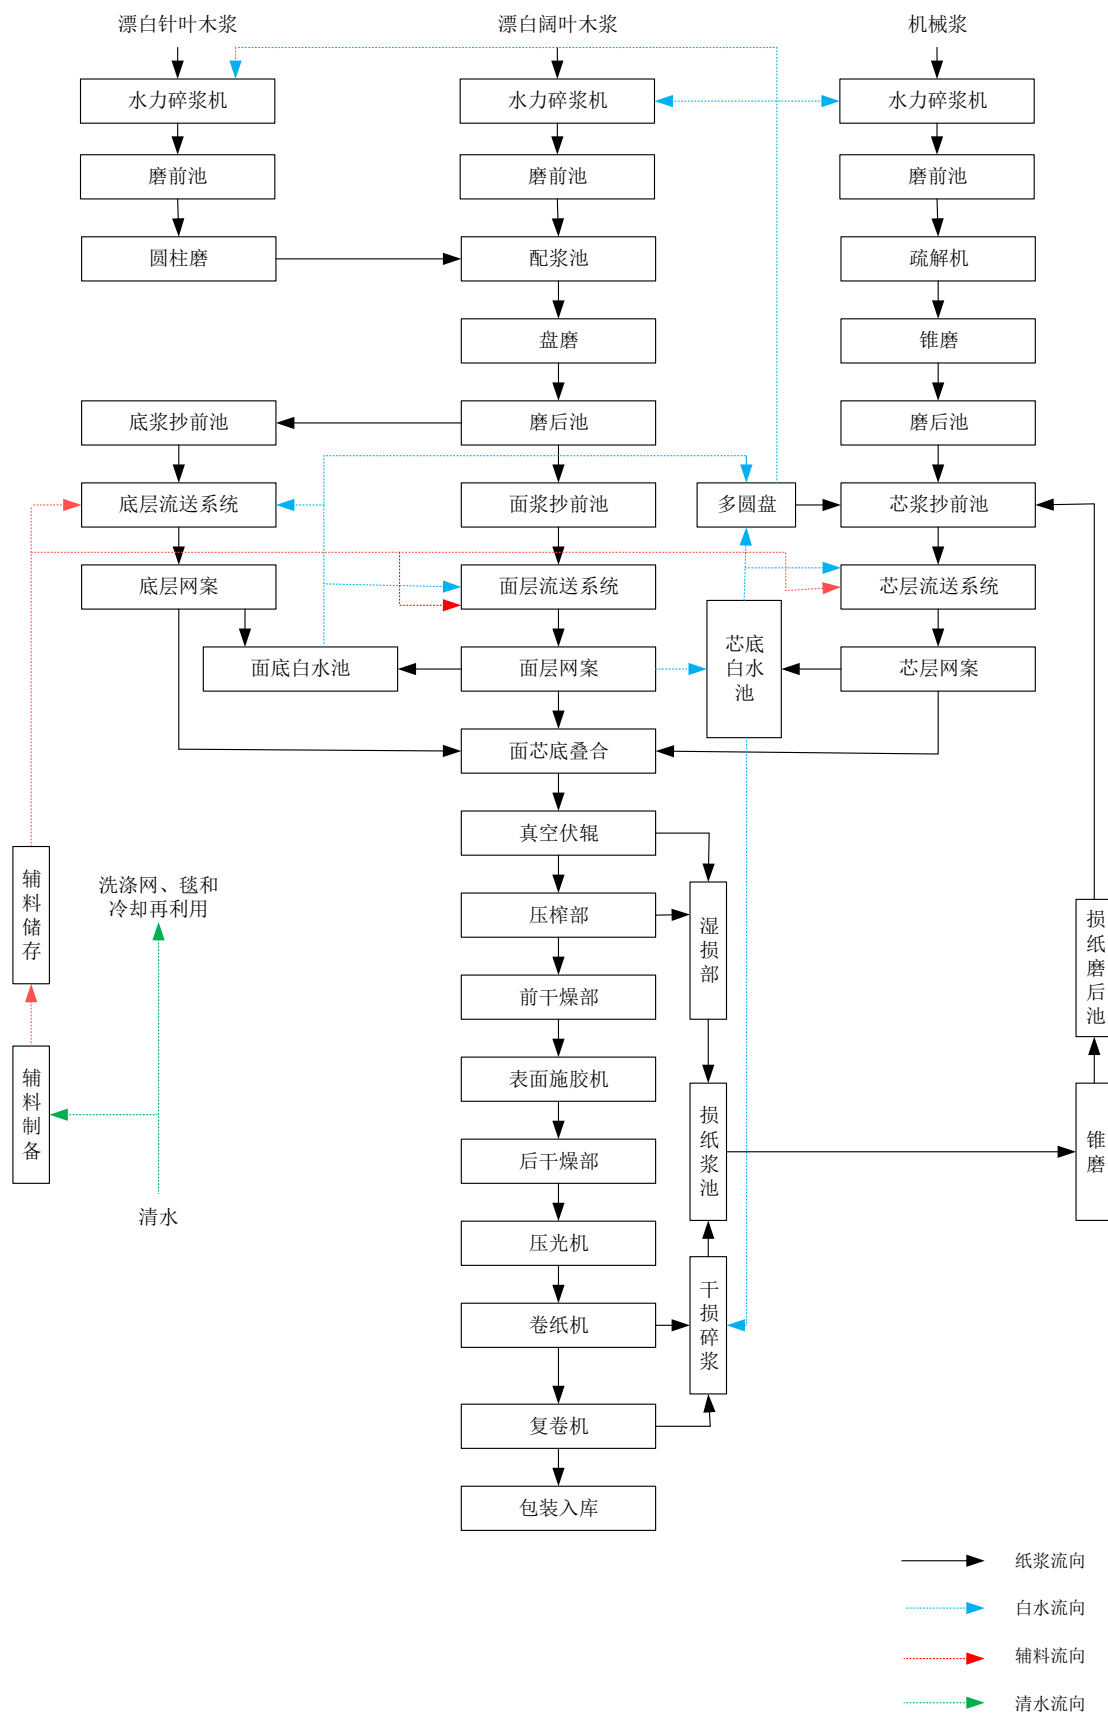 漂白针叶木浆
漂白阔叶木浆
机械浆
水力碎浆机
水力碎浆机
水力碎浆机
磨前池
磨前池
磨前池
圆柱磨
配浆池
疏解机
盘磨
锥磨
底浆抄前池
磨后池
磨后池
底层流送系统
面浆抄前池
多圆盘
芯浆抄前池
底层网案
面层流送系统
芯层流送系统
面底白水池
面层网案
芯底
白水
池
芯层网案
面芯底叠合
真空伏辊
辅料储存
洗涤网、毯和
冷却再利用
压榨部
湿损部
损纸磨后池
前干燥部
辅料制备
表面施胶机
损纸浆池
锥磨
后干燥部
清水
压光机
干损碎浆
卷纸机
复卷机
包装入库
纸浆流向
白水流向
辅料流向
清水流向